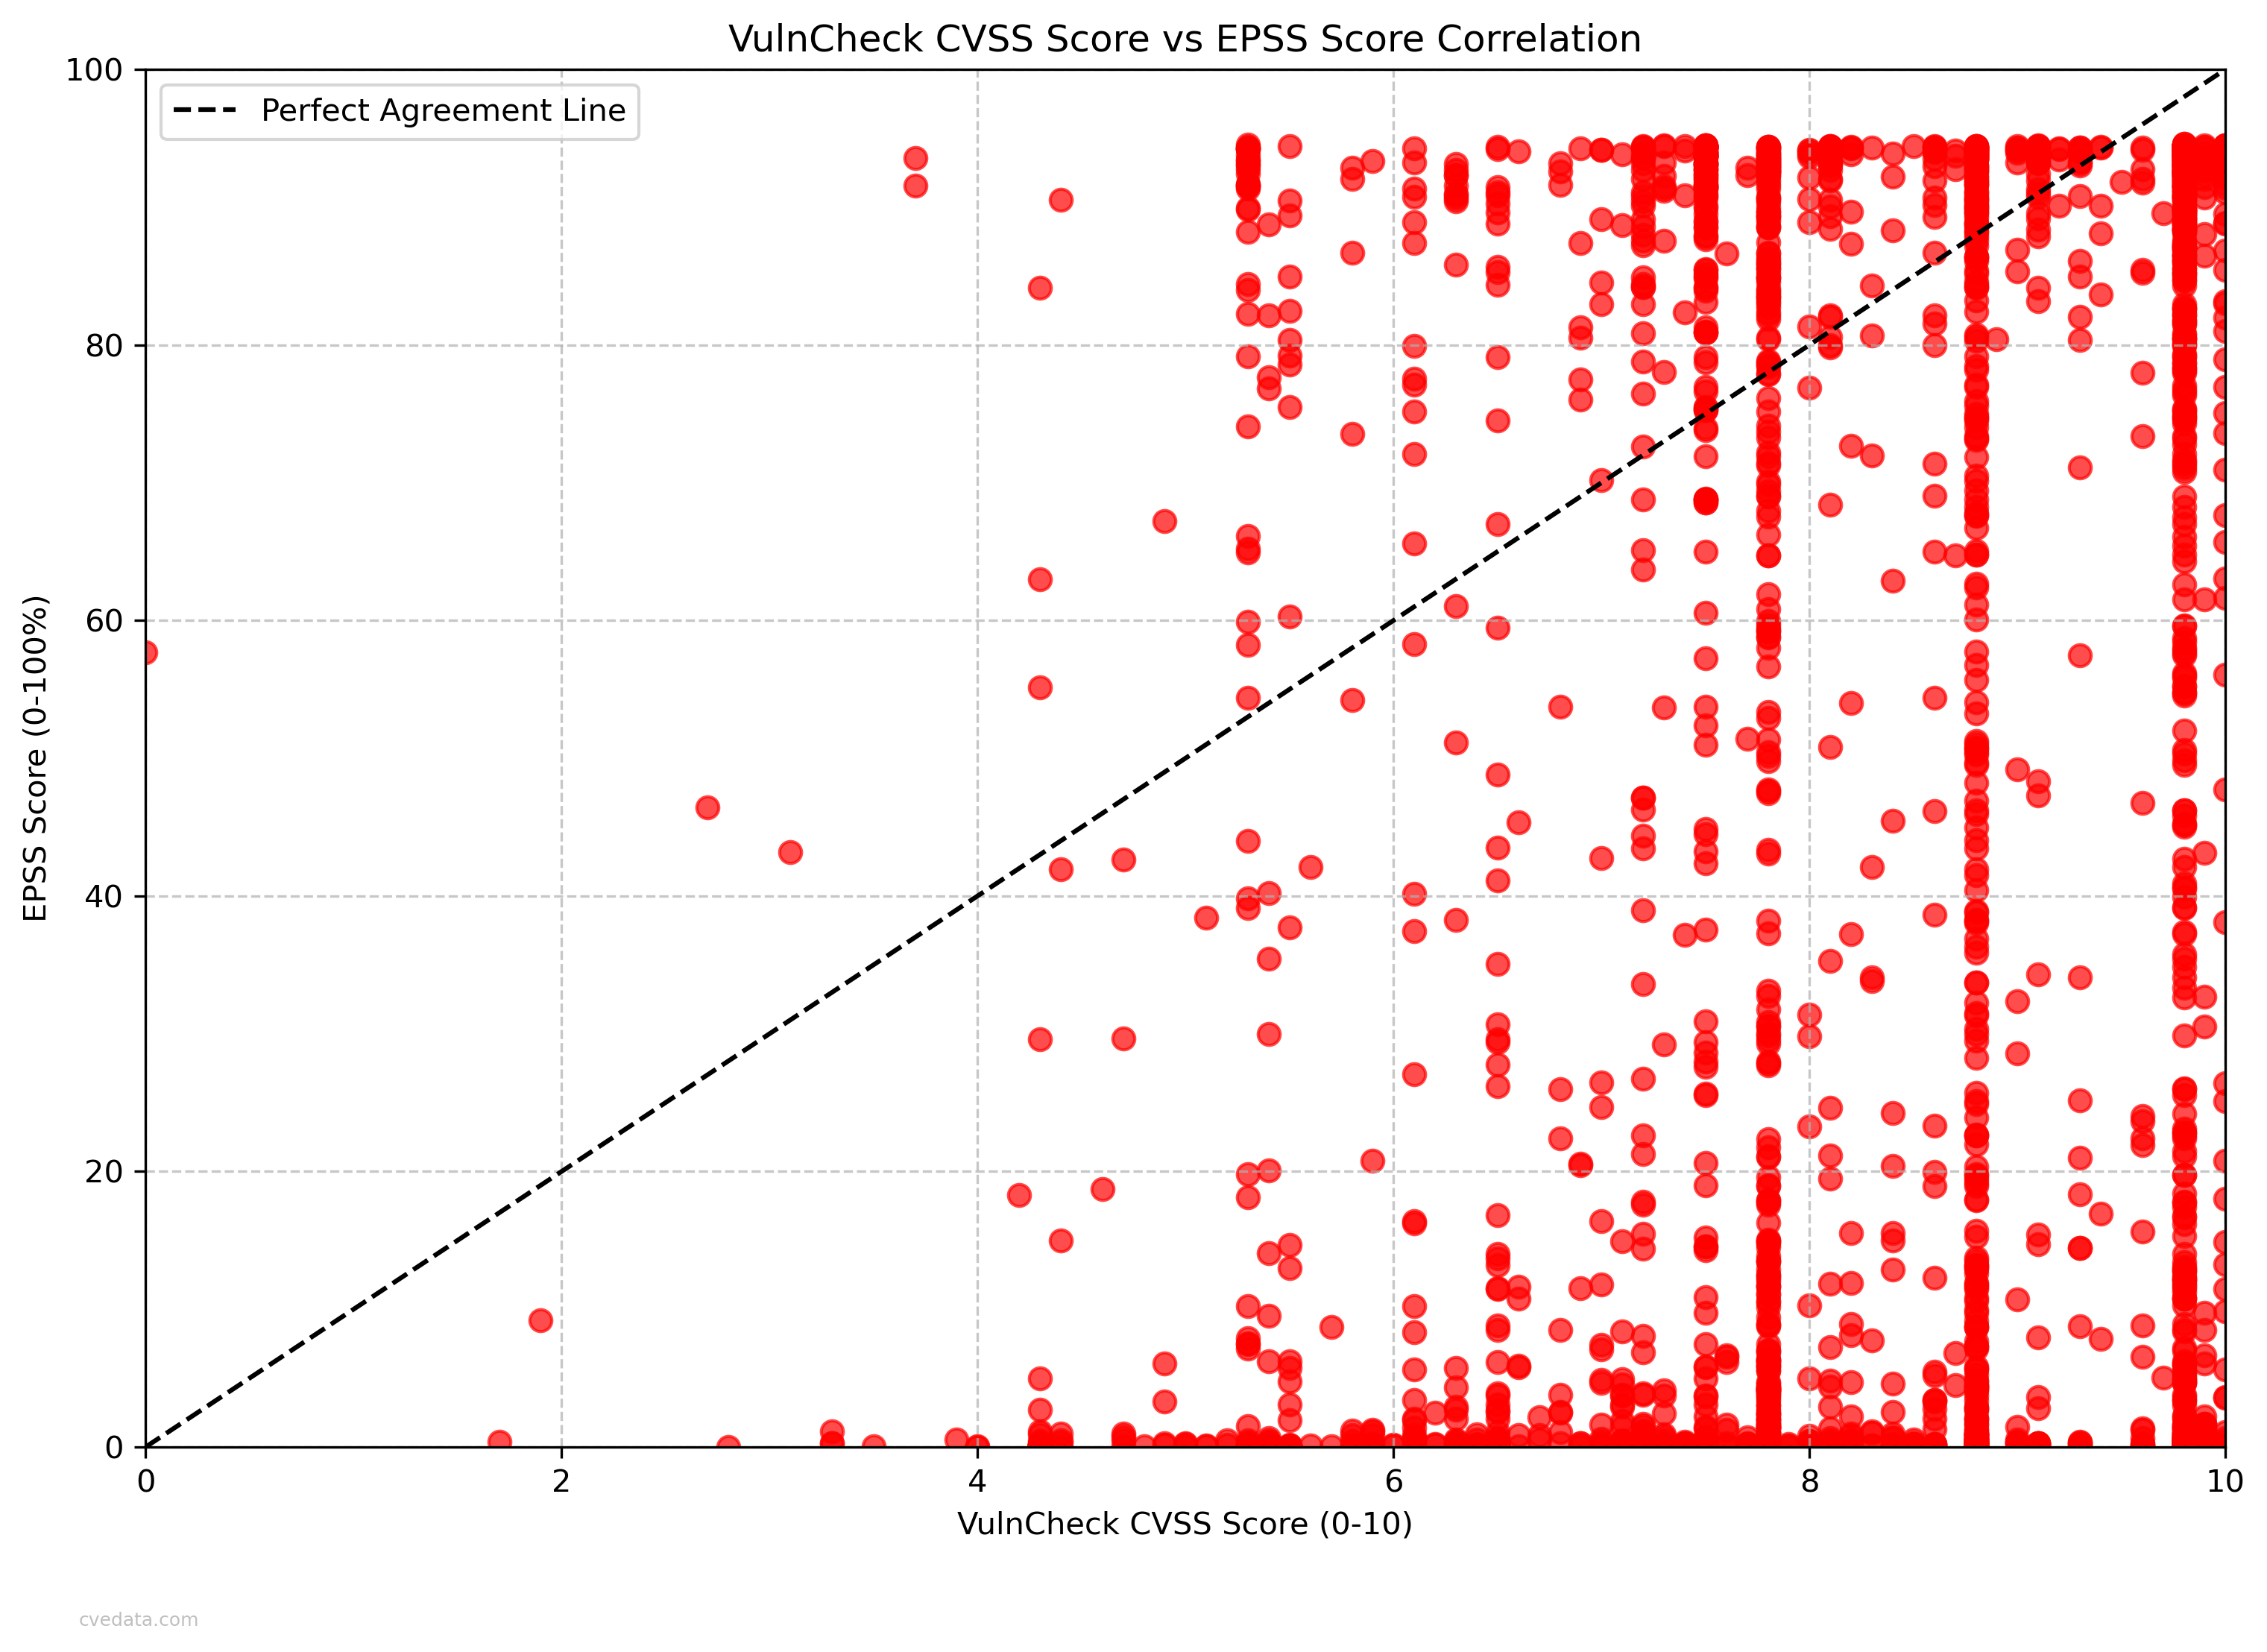 VulnCheck CVSS Score vs EPSS Score Correlation
Perfect Agreement Line
EPSS Score (0-100%)
100
80
60
40
20
0
0 2 4 6 8 10
VulnCheck CVSS Score (0-10)
cvedata.com